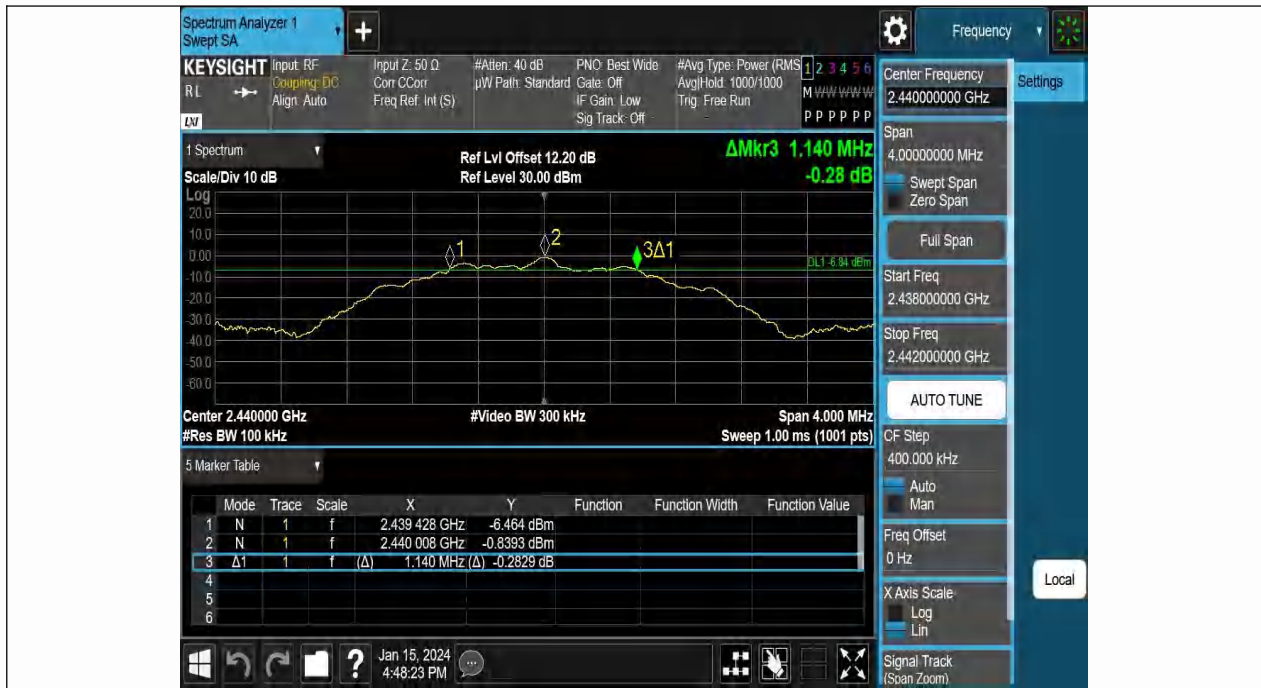 Spectrum Analyzer 1
Swept SA
+
Frequency
KEYSIGHT
RL
LXI
Input: RF
Coupling: DC
Align: Auto
Input Z: 50 Ω
Corr CCorr
Freq Ref: Int (S)
#Atten: 40 dB
µW Path: Standard
PNO: Best Wide
Gate: Off
IF Gain: Low
Sig Track: Off
#Avg Type: Power (RMS
Avg|Hold: 1000/1000
Trig: Free Run
1 2 3 4 5 6
M W W W W W
P P P P P P
Center Frequency
2.440000000 GHz
Settings
Span
4.00000000 MHz
Swept Span
Zero Span
Full Span
Start Freq
2.438000000 GHz
Stop Freq
2.442000000 GHz
AUTO TUNE
CF Step
400.000 kHz
Auto
Man
Freq Offset
0 Hz
X Axis Scale
Log
Lin
Signal Track
(Span Zoom)
Local
1 Spectrum
Scale/Div 10 dB
Ref Lvl Offset 12.20 dB
Ref Level 30.00 dBm
ΔMkr3 1.140 MHz
-0.28 dB
Log
20.0
10.0
0.00
-10.0
-20.0
-30.0
-40.0
-50.0
-60.0
1
2
3Δ1
DL1 -6.84 dBm
Center 2.440000 GHz
#Video BW 300 kHz
Span 4.000 MHz
#Res BW 100 kHz
Sweep 1.00 ms (1001 pts)
5 Marker Table
Mode Trace Scale X Y Function Function Width Function Value
1 N 1 f 2.439 428 GHz -6.464 dBm
2 N 1 f 2.440 008 GHz -0.8393 dBm
3 Δ1 1 f (Δ) 1.140 MHz (Δ) -0.2829 dB
4
5
6
?
Jan 15, 2024
4:48:23 PM